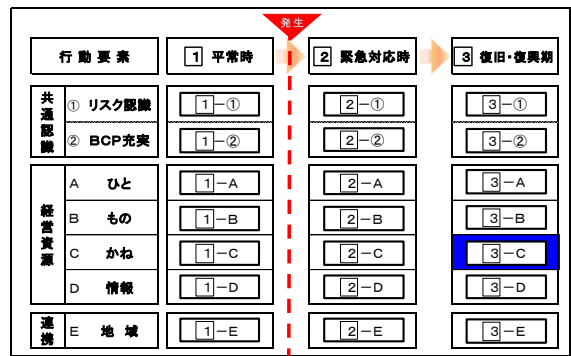 発生
行動要素 1 平常時 2 緊急対応時 3 復旧・復興期
共通認識
① リスク認識 1－① 2－① 3－①
② BCP充実 1－② 2－② 3－②
経営資源
A ひと 1－A 2－A 3－A
B もの 1－B 2－B 3－B
C かね 1－C 2－C 3－C
D 情報 1－D 2－D 3－D
連携
E 地域 1－E 2－E 3－E